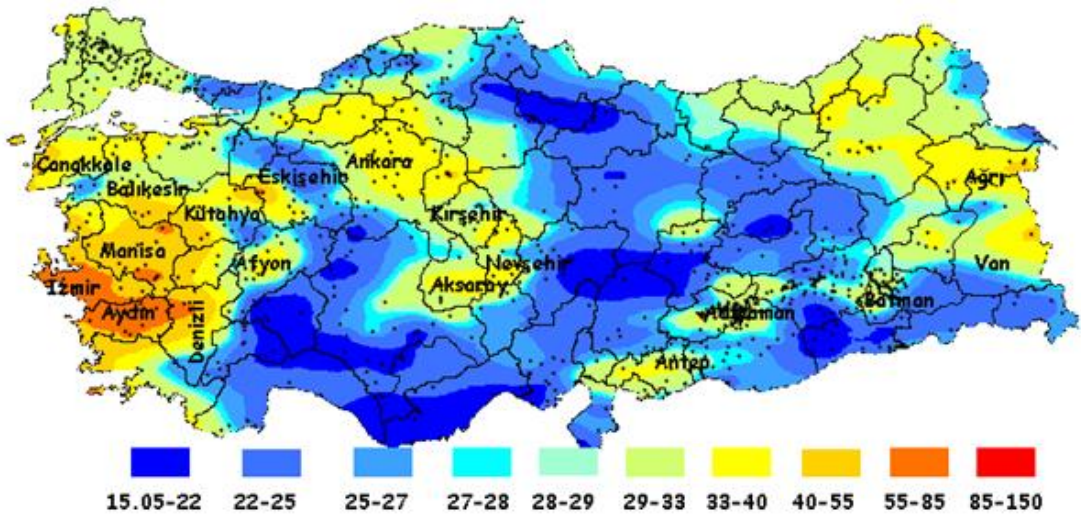 Çanakkale
Balıkesir
Kütahya
Eskişehir
Ankara
Kırşehir
Ağrı
Manisa
Afyon
Nevşehir
Aksaray
Van
İzmir
Aydın
Denizli
Adıyaman
Batman
Antep
15.05-22 22-25 25-27 27-28 28-29 29-33 33-40 40-55 55-85 85-150